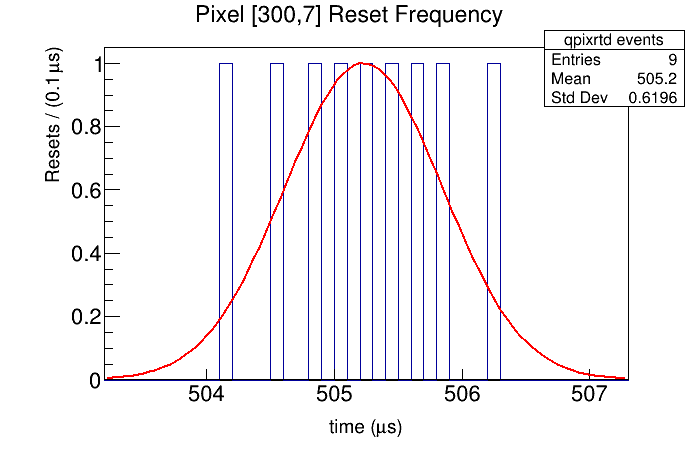 Pixel [300,7] Reset Frequency
qpixrtd events
Entries 9
Mean 505.2
Std Dev 0.6196
Resets / (0.1 μs)
1
0.8
0.6
0.4
0.2
0
504 505 506 507
time (μs)